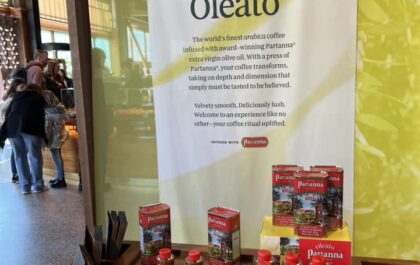 Oleato
The world's finest arabica coffee
infused with award-winning Partanna®
extra virgin olive oil. With a press of
Partanna®, your coffee transforms,
taking on depth and dimension that
simply must be tasted to be believed.
Velvety smooth. Deliciously lush.
Welcome to an experience like no
other—your coffee ritual uplifted.
INFUSED WITH Partanna
Partanna
Partanna
Partanna
Partanna
oleato
Partanna